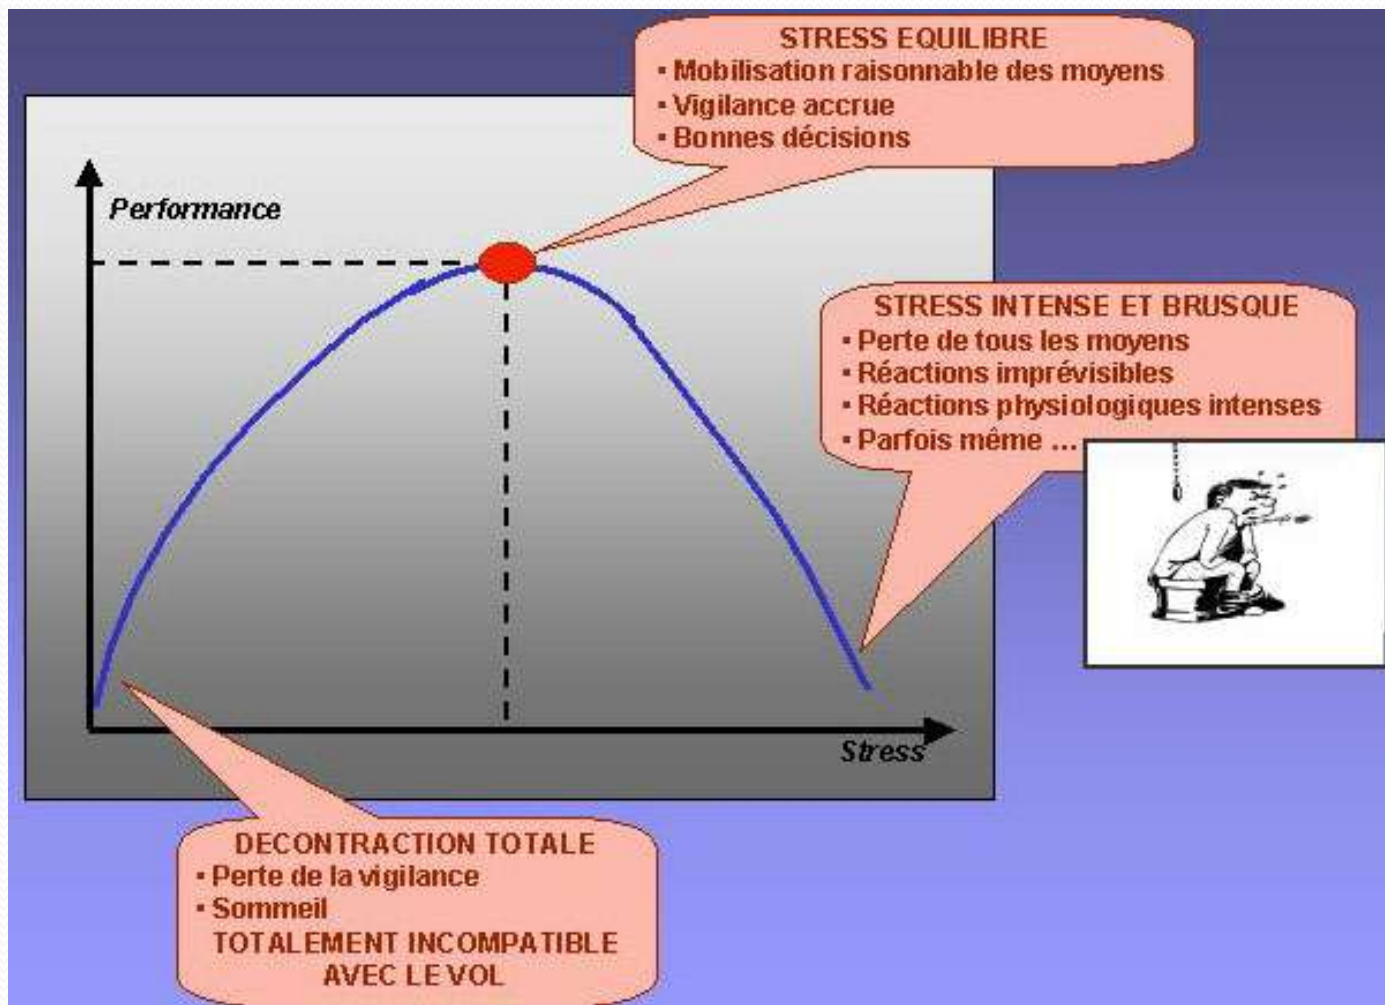 STRESS EQUILIBRE
▪ Mobilisation raisonnable des moyens
▪ Vigilance accrue
▪ Bonnes décisions
Performance
STRESS INTENSE ET BRUSQUE
▪ Perte de tous les moyens
▪ Réactions imprévisibles
▪ Réactions physiologiques intenses
▪ Parfois même ...
Stress
DECONTRACTION TOTALE
▪ Perte de la vigilance
▪ Sommeil
TOTALEMENT INCOMPATIBLE
AVEC LE VOL